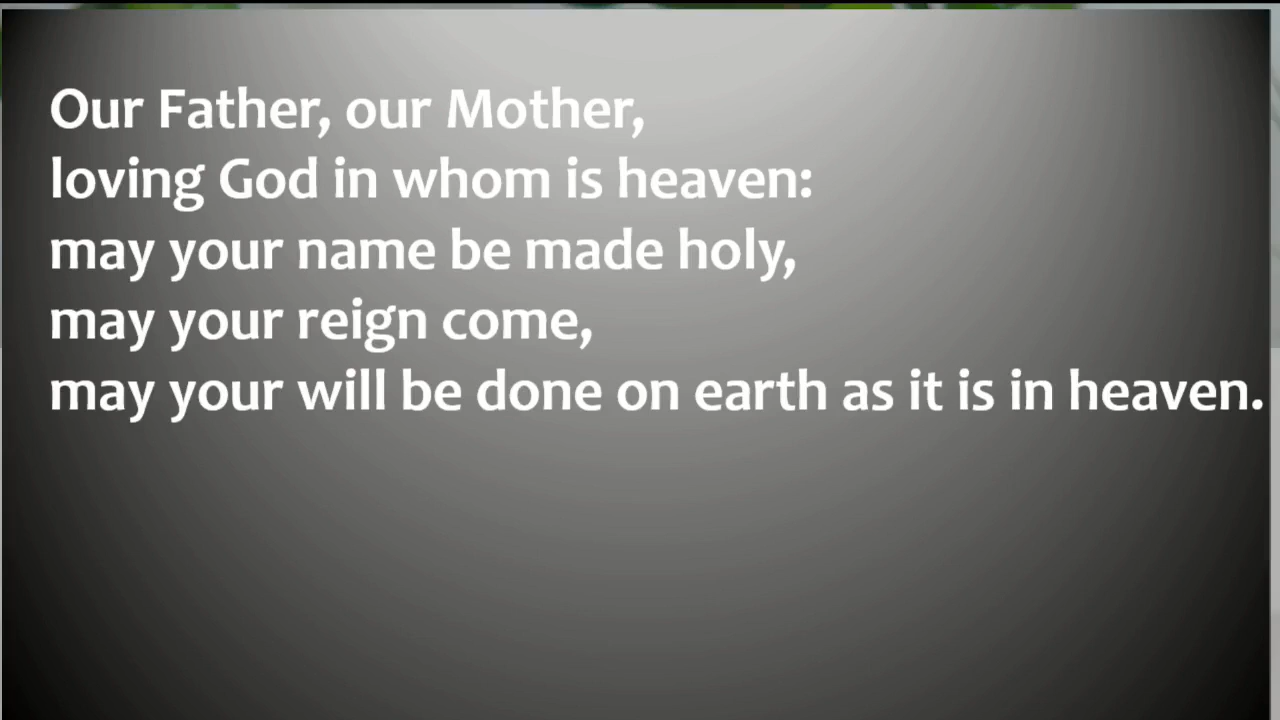 Our Father, our Mother,
loving God in whom is heaven:
may your name be made holy,
may your reign come,
may your will be done on earth as it is in heaven.